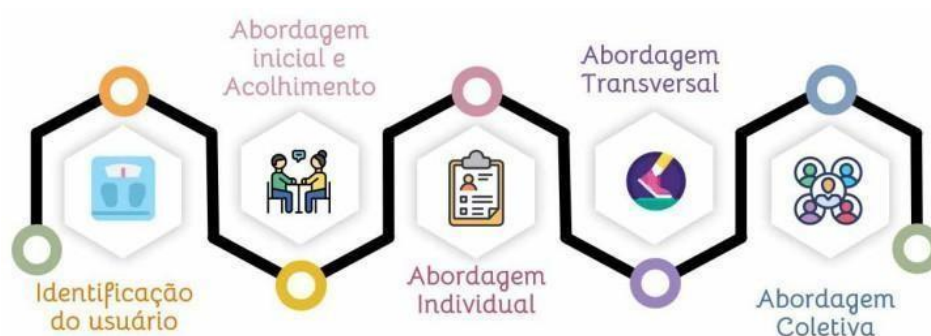 Identificação
do usuário
Abordagem
inicial e
Acolhimento
Abordagem
Individual
Abordagem
Transversal
Abordagem
Coletiva